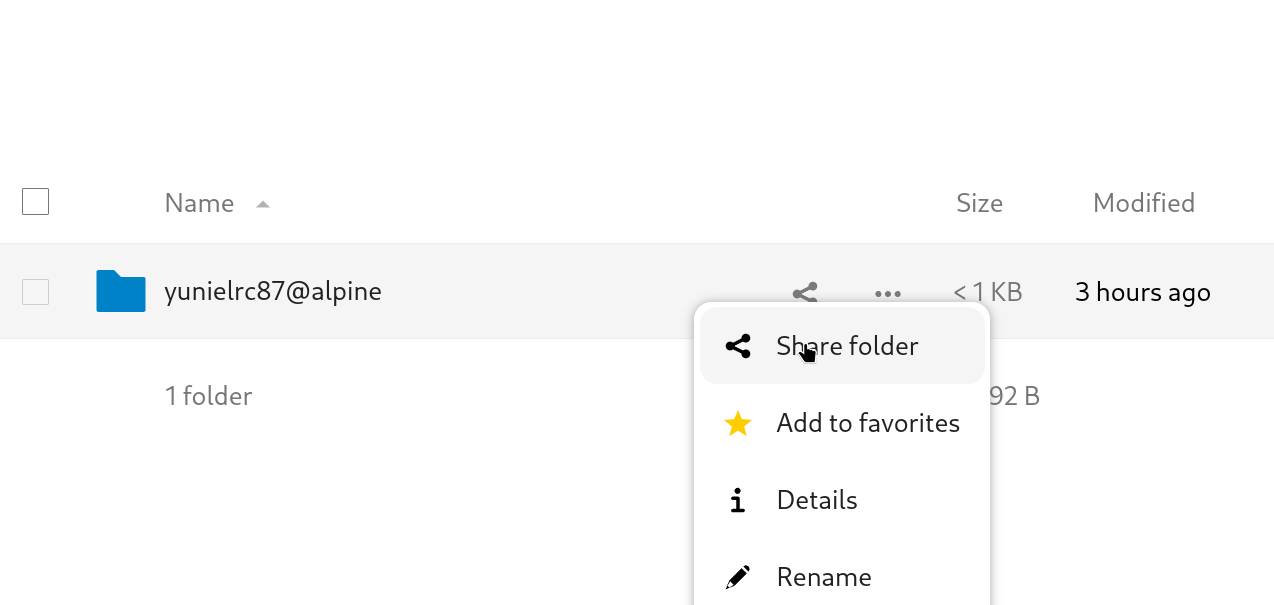 Name Size Modified
yunielrc87@alpine < 1 KB 3 hours ago
Share folder
1 folder 92 B
Add to favorites
Details
Rename